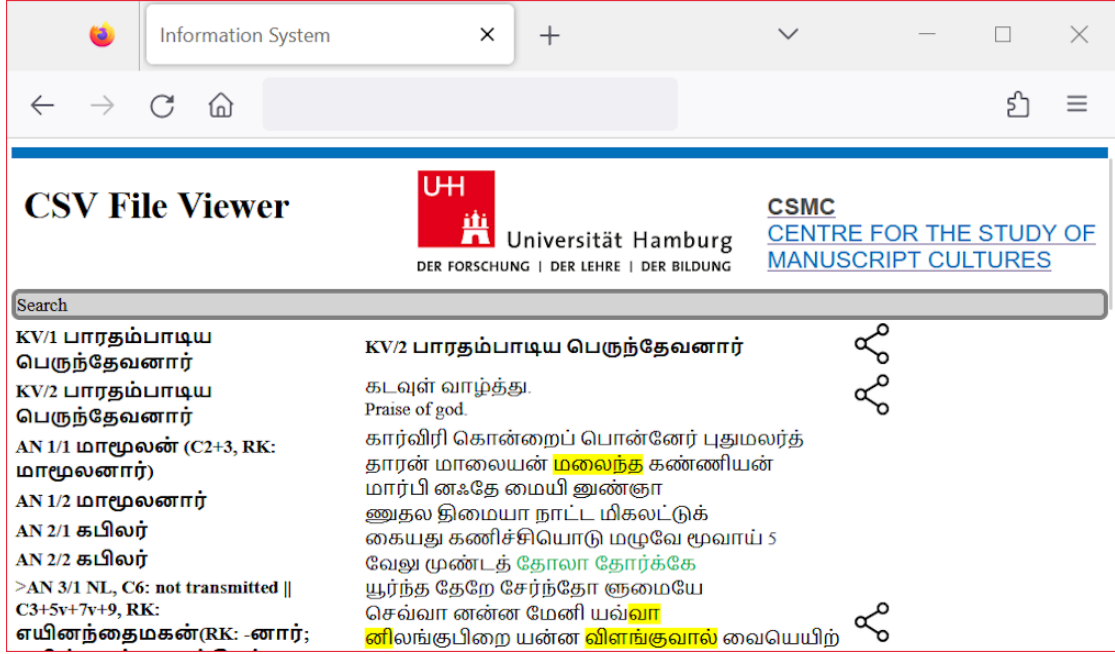 Information System
CSV File Viewer
UH
Universität Hamburg
DER FORSCHUNG | DER LEHRE | DER BILDUNG
CSMC
CENTRE FOR THE STUDY OF
MANUSCRIPT CULTURES
Search
KV/1 பாரதம்பாடிய
பெருந்தேவனார்
KV/2 பாரதம்பாடிய
பெருந்தேவனார்
AN 1/1 மாமூலன் (C2+3, RK:
மாமூலனார்)
AN 1/2 மாமூலனார்
AN 2/1 கபிலர்
AN 2/2 கபிலர்
>AN 3/1 NL, C6: not transmitted ||
C3+5v+7v+9, RK:
எயினந்தைமகன்(RK: -னார்;
KV/2 பாரதம்பாடிய பெருந்தேவனார்
கடவுள் வாழ்த்து.
Praise of god.
கார்விரி கொன்றைப் பொன்னேர் புதுமலர்த்
தாரன் மாலையன் மலைந்த கண்ணியன்
மார்பி னஃதே மையி னுண்ஞா
ணுதல திமையா நாட்ட மிகலட்டுக்
கையது கணிச்சியொடு மழுவே மூவாய் 5
வேலு முண்டத் தோலா தோர்க்கே
யூர்ந்த தேறே சேர்ந்தோ ளுமையே
செவ்வா னன்ன மேனி யவ்வா
னிலங்குபிறை யன்ன விளங்குவால் வையெயிற்